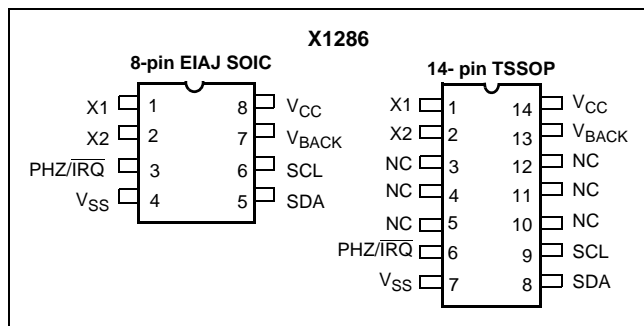 X1286
8-pin EIAJ SOIC
X1 1 8 VCC
X2 2 7 VBACK
PHZ/IRQ 3 6 SCL
VSS 4 5 SDA
14- pin TSSOP
X1 1 14 VCC
X2 2 13 VBACK
NC 3 12 NC
NC 4 11 NC
NC 5 10 NC
PHZ/IRQ 6 9 SCL
VSS 7 8 SDA